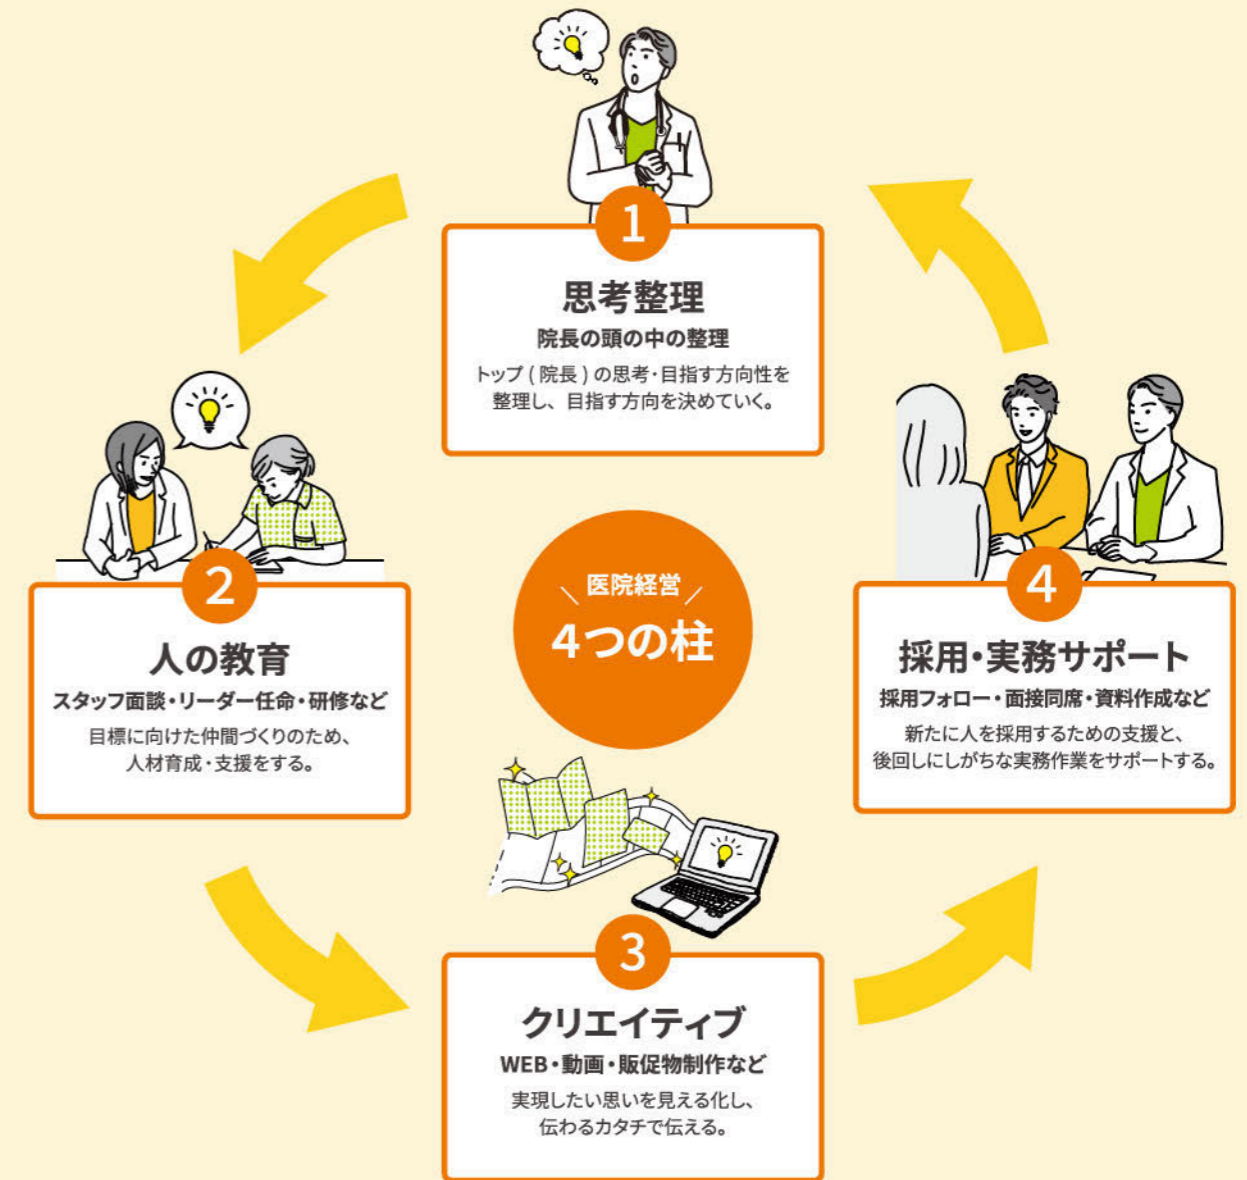 1
思考整理
院長の頭の中の整理
トップ(院長)の思考・目指す方向性を
整理し、目指す方向を決めていく。
2
人の教育
スタッフ面談・リーダー任命・研修など
目標に向けた仲間づくりのため、
人材育成・支援をする。
医院経営
4つの柱
3
クリエイティブ
WEB・動画・販促物制作など
実現したい思いを見える化し、
伝わるカタチで伝える。
4
採用・実務サポート
採用フォロー・面接同席・資料作成など
新たに人を採用するための支援と、
後回しにしがちな実務作業をサポートする。